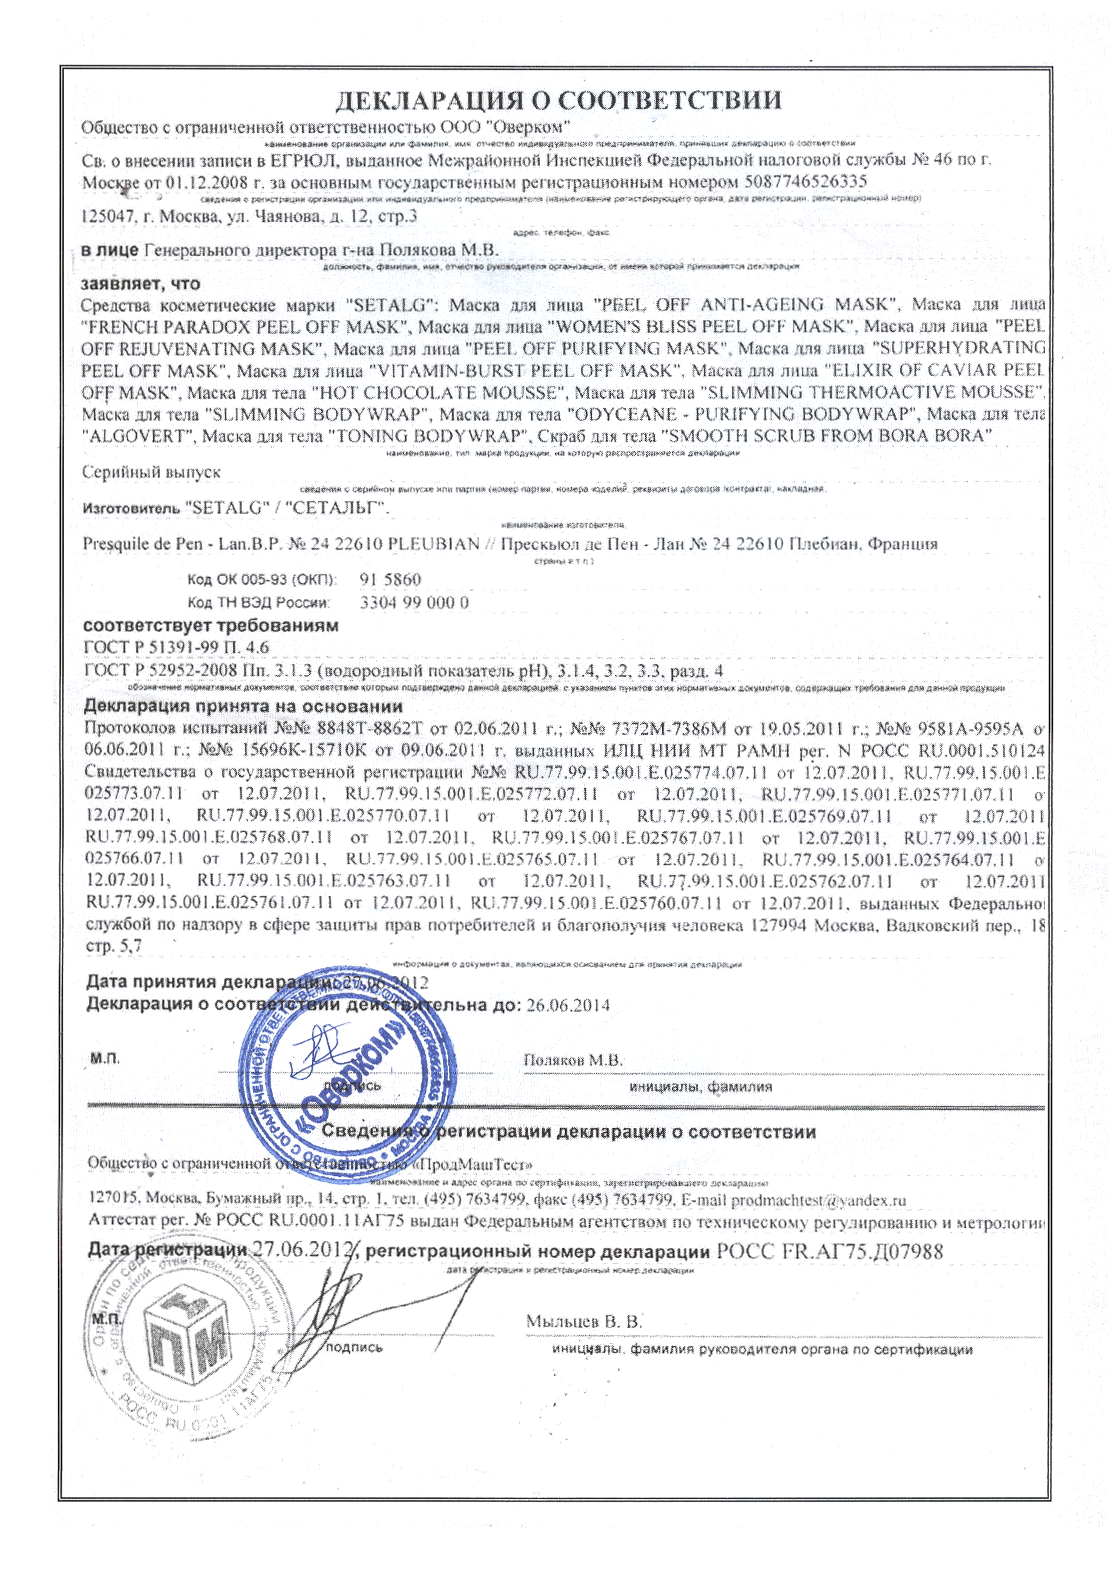 ДЕКЛАРАЦИЯ О СООТВЕТСТВИИ
Общество с ограниченной ответственностью ООО "Оверком"
наименование организации или фамилия, имя, отчество индивидуального предпринимателя, принявших декларацию о соответствии
Св. о внесении записи в ЕГРЮЛ, выданное Межрайонной Инспекцией Федеральной налоговой службы № 46 по г.
Москве от 01.12.2008 г. за основным государственным регистрационным номером 5087746526335
сведения о регистрации организации или индивидуального предпринимателя (наименование регистрирующего органа, дата регистрации, регистрационный номер)
125047, г. Москва, ул. Чаянова, д. 12, стр.3
адрес, телефон, факс
в лице Генерального директора г-на Полякова М.В.
должность, фамилия, имя, отчество руководителя организации, от имени которой принимается декларация
заявляет, что
Средства косметические марки "SETALG": Маска для лица "PEEL OFF ANTI-AGEING MASK", Маска для лица
"FRENCH PARADOX PEEL OFF MASK", Маска для лица "WOMEN'S BLISS PEEL OFF MASK", Маска для лица "PEEL
OFF REJUVENATING MASK", Маска для лица "PEEL OFF PURIFYING MASK", Маска для лица "SUPERHYDRATING
PEEL OFF MASK", Маска для лица "VITAMIN-BURST PEEL OFF MASK", Маска для лица "ELIXIR OF CAVIAR PEEL
OFF MASK", Маска для тела "HOT CHOCOLATE MOUSSE", Маска для тела "SLIMMING THERMOACTIVE MOUSSE",
Маска для тела "SLIMMING BODYWRAP", Маска для тела "ODYCEANE - PURIFYING BODYWRAP", Маска для тела
"ALGOVERT", Маска для тела "TONING BODYWRAP", Скраб для тела "SMOOTH SCRUB FROM BORA BORA"
наименование, тип, марка продукции, на которую распространяется декларация
Серийный выпуск
сведения о серийном выпуске или партия (номер партии, номера изделий, реквизиты договора (контракта), накладная,
Изготовитель "SETALG" / "СЕТАЛЬГ".
наименование изготовителя,
Presquile de Pen - Lan.B.P. № 24 22610 PLEUBIAN // Прескьюл де Пен - Лан № 24 22610 Плебиан, Франция
страны и т.п.)
Код ОК 005-93 (ОКП): 91 5860
Код ТН ВЭД России: 3304 99 000 0
соответствует требованиям
ГОСТ Р 51391-99 П. 4.6
ГОСТ Р 52952-2008 Пп. 3.1.3 (водородный показатель рН), 3.1.4, 3.2, 3.3, разд. 4
обозначение нормативных документов, соответствие которым подтверждено данной декларацией, с указанием пунктов этих нормативных документов, содержащих требования для данной продукции
Декларация принята на основании
Протоколов испытаний №№ 8848Т-8862Т от 02.06.2011 г.; №№ 7372М-7386М от 19.05.2011 г.; №№ 9581А-9595А о
06.06.2011 г.; №№ 15696К-15710К от 09.06.2011 г, выданных ИЛЦ НИИ МТ РАМН рег. N РОСС RU.0001.510124
Свидетельства о государственной регистрации №№ RU.77.99.15.001.E.025774.07.11 от 12.07.2011, RU.77.99.15.001.E
025773.07.11 от 12.07.2011, RU.77.99.15.001.E.025772.07.11 от 12.07.2011, RU.77.99.15.001.E.025771.07.11 о
12.07.2011, RU.77.99.15.001.E.025770.07.11 от 12.07.2011, RU.77.99.15.001.E.025769.07.11 от 12.07.2011
RU.77.99.15.001.E.025768.07.11 от 12.07.2011, RU.77.99.15.001.E.025767.07.11 от 12.07.2011, RU.77.99.15.001.E
025766.07.11 от 12.07.2011, RU.77.99.15.001.E.025765.07.11 от 12.07.2011, RU.77.99.15.001.E.025764.07.11 о
12.07.2011, RU.77.99.15.001.E.025763.07.11 от 12.07.2011, RU.77.99.15.001.E.025762.07.11 от 12.07.2011
RU.77.99.15.001.E.025761.07.11 от 12.07.2011, RU.77.99.15.001.E.025760.07.11 от 12.07.2011, выданных Федерально
службой по надзору в сфере защиты прав потребителей и благополучия человека 127994 Москва, Вадковский пер., 18
стр. 5,7
информация о документах, являющихся основанием для принятия декларации
Дата принятия декларации: 27.06.2012
Декларация о соответствии действительна до: 26.06.2014
М.П. Поляков М.В.
подпись инициалы, фамилия
«Оверком»
Сведения о регистрации декларации о соответствии
Общество с ограниченной ответственностью «ПродМашТест»
наименование и адрес органа по сертификации, зарегистрировавшего декларацию
127015, Москва, Бумажный пр., 14, стр. 1, тел. (495) 7634799, факс (495) 7634799, E-mail prodmachtest@yandex.ru
Аттестат рег. № РОСС RU.0001.11АГ75 выдан Федеральным агентством по техническому регулированию и метрологии
Дата регистрации 27.06.2012, регистрационный номер декларации РОСС FR.АГ75.Д07988
дата регистрации и регистрационный номер декларации
М.П. Мыльцев В. В.
подпись инициалы, фамилия руководителя органа по сертификации
РОСС RU.0001.11АГ75